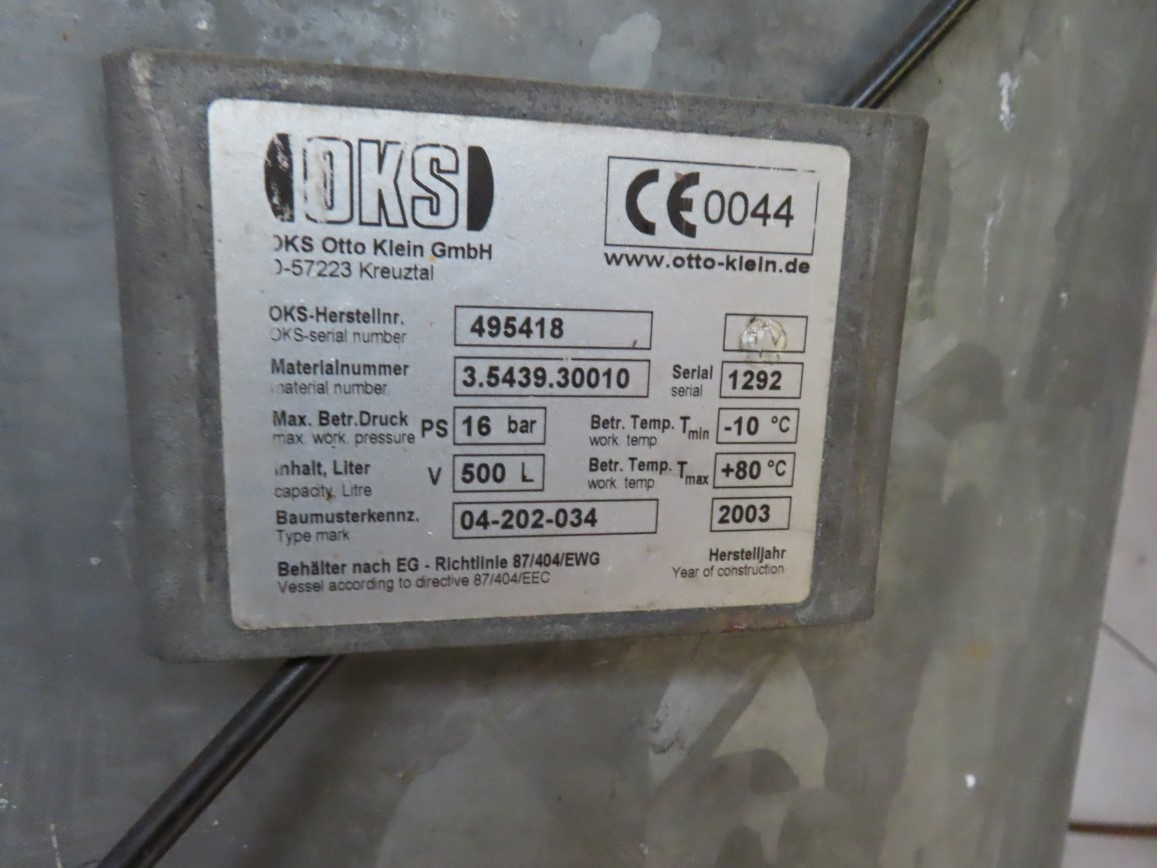 OKS
OKS Otto Klein GmbH
D-57223 Kreuztal
CE 0044
www.otto-klein.de
OKS-Herstellnr. 495418
OKS-serial number
Materialnummer 3.5439.30010 Serial 1292
material number serial
Max. Betr.Druck PS 16 bar Betr. Temp. Tmin -10 °C
max. work. pressure work. temp.
Inhalt, Liter V 500 L Betr. Temp. Tmax +80 °C
capacity, Litre work. temp.
Baumusterkennz. 04-202-034 2003
Type mark
Behälter nach EG - Richtlinie 87/404/EWG Herstelljahr
Vessel according to directive 87/404/EEC Year of construction